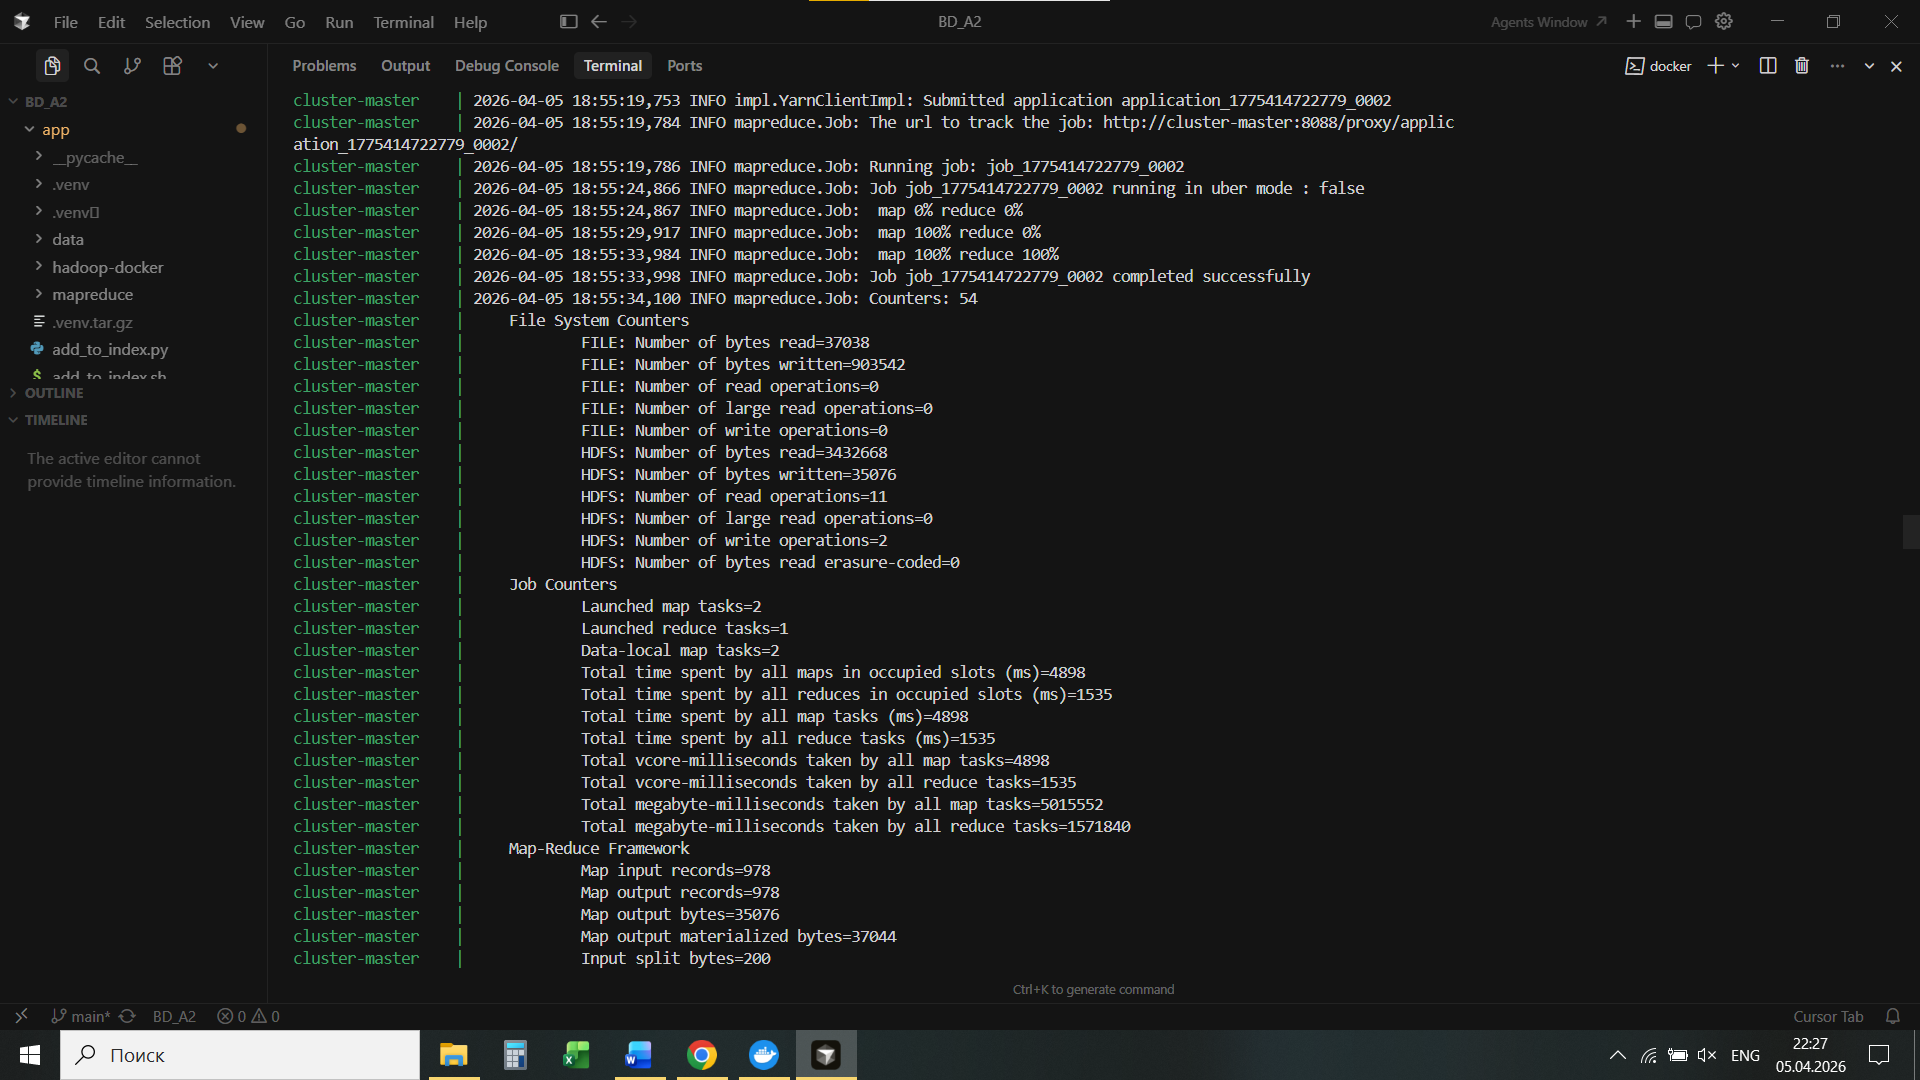 File Edit Selection View Go Run Terminal Help
BD_A2
Agents Window
Problems Output Debug Console Terminal Ports
docker
BD_A2
app
__pycache__
.venv
.venv
data
hadoop-docker
mapreduce
.venv.tar.gz
add_to_index.py
add_to_index.sh
OUTLINE
TIMELINE
The active editor cannot
provide timeline information.
cluster-master | 2026-04-05 18:55:19,753 INFO impl.YarnClientImpl: Submitted application application_1775414722779_0002
cluster-master | 2026-04-05 18:55:19,784 INFO mapreduce.Job: The url to track the job: http://cluster-master:8088/proxy/applic
ation_1775414722779_0002/
cluster-master | 2026-04-05 18:55:19,786 INFO mapreduce.Job: Running job: job_1775414722779_0002
cluster-master | 2026-04-05 18:55:24,866 INFO mapreduce.Job: Job job_1775414722779_0002 running in uber mode : false
cluster-master | 2026-04-05 18:55:24,867 INFO mapreduce.Job:  map 0% reduce 0%
cluster-master | 2026-04-05 18:55:29,917 INFO mapreduce.Job:  map 100% reduce 0%
cluster-master | 2026-04-05 18:55:33,984 INFO mapreduce.Job:  map 100% reduce 100%
cluster-master | 2026-04-05 18:55:33,998 INFO mapreduce.Job: Job job_1775414722779_0002 completed successfully
cluster-master | 2026-04-05 18:55:34,100 INFO mapreduce.Job: Counters: 54
cluster-master | File System Counters
cluster-master | FILE: Number of bytes read=37038
cluster-master | FILE: Number of bytes written=903542
cluster-master | FILE: Number of read operations=0
cluster-master | FILE: Number of large read operations=0
cluster-master | FILE: Number of write operations=0
cluster-master | HDFS: Number of bytes read=3432668
cluster-master | HDFS: Number of bytes written=35076
cluster-master | HDFS: Number of read operations=11
cluster-master | HDFS: Number of large read operations=0
cluster-master | HDFS: Number of write operations=2
cluster-master | HDFS: Number of bytes read erasure-coded=0
cluster-master | Job Counters
cluster-master | Launched map tasks=2
cluster-master | Launched reduce tasks=1
cluster-master | Data-local map tasks=2
cluster-master | Total time spent by all maps in occupied slots (ms)=4898
cluster-master | Total time spent by all reduces in occupied slots (ms)=1535
cluster-master | Total time spent by all map tasks (ms)=4898
cluster-master | Total time spent by all reduce tasks (ms)=1535
cluster-master | Total vcore-milliseconds taken by all map tasks=4898
cluster-master | Total vcore-milliseconds taken by all reduce tasks=1535
cluster-master | Total megabyte-milliseconds taken by all map tasks=5015552
cluster-master | Total megabyte-milliseconds taken by all reduce tasks=1571840
cluster-master | Map-Reduce Framework
cluster-master | Map input records=978
cluster-master | Map output records=978
cluster-master | Map output bytes=35076
cluster-master | Map output materialized bytes=37044
cluster-master | Input split bytes=200
Ctrl+K to generate command
main* BD_A2 0 0
Cursor Tab
Поиск
ENG
22:27
05.04.2026